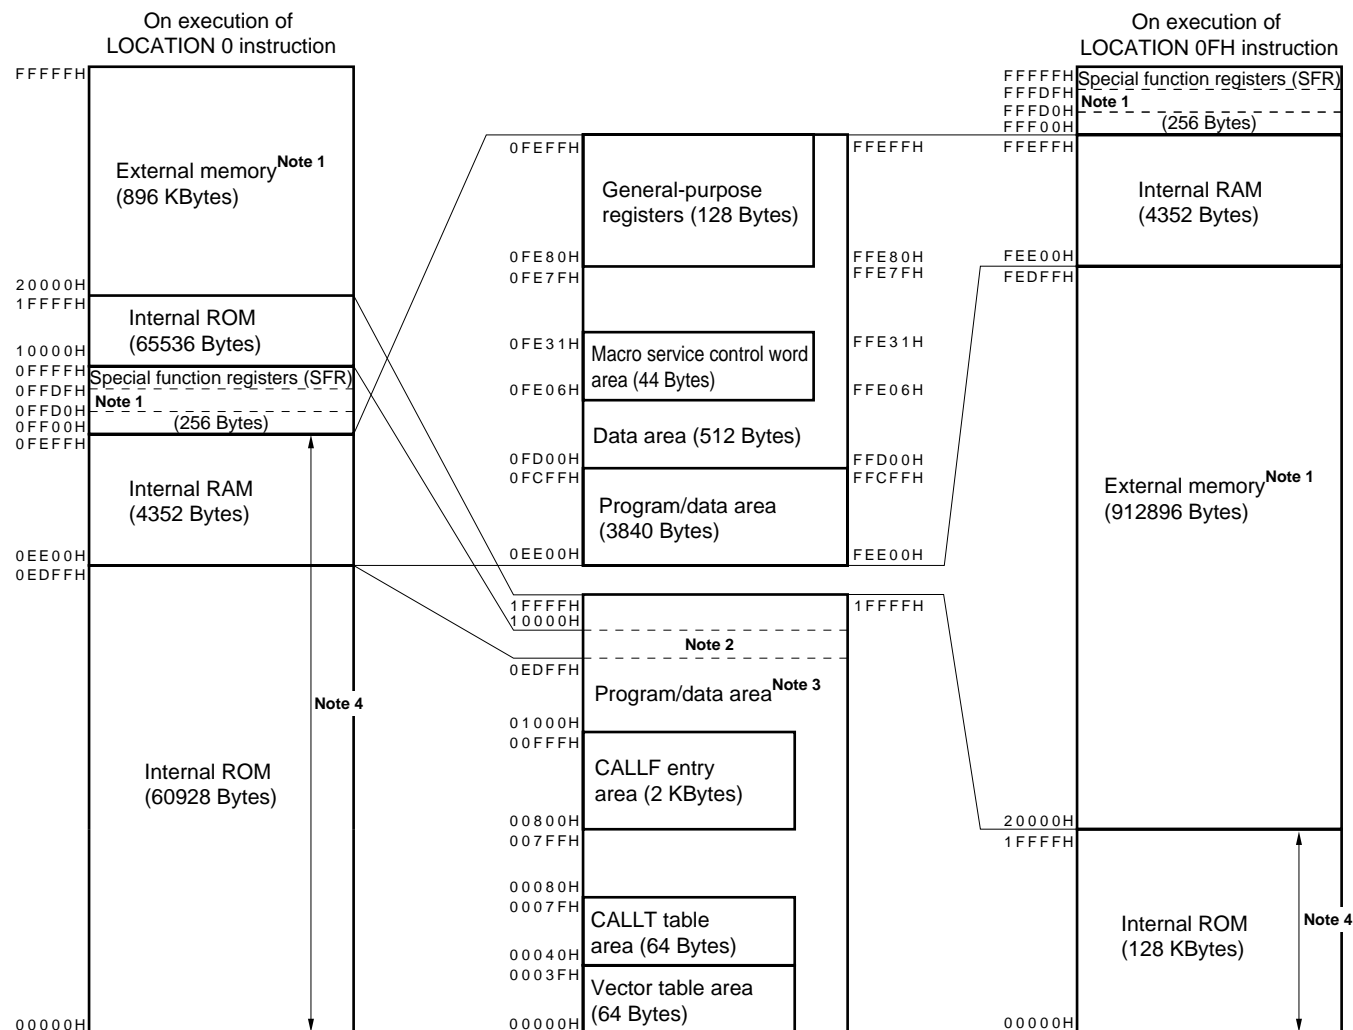 On execution of
LOCATION 0 instruction
FFFFFH
External memory Note 1
(896 KBytes)
20000H
1FFFFH
Internal ROM
(65536 Bytes)
10000H
0FFFFH
Special function registers (SFR)
0FFDFH
Note 1
0FFD0H
0FF00H
(256 Bytes)
0FEFFH
Internal RAM
(4352 Bytes)
0EE00H
0EDFFH
Note 4
Internal ROM
(60928 Bytes)
00000H
0FEFFH
FFEFFH
General-purpose
registers (128 Bytes)
0FE80H
FFE80H
0FE7FH
FFE7FH
0FE31H
FFE31H
Macro service control word
area (44 Bytes)
0FE06H
FFE06H
Data area (512 Bytes)
0FD00H
FFD00H
0FCFFH
FFCFFH
Program/data area
(3840 Bytes)
0EE00H
FEE00H
1FFFFH
1FFFFH
10000H
Note 2
0EDFFH
Program/data area Note 3
01000H
00FFFH
CALLF entry
area (2 KBytes)
00800H
007FFH
00080H
0007FH
CALLT table
area (64 Bytes)
00040H
0003FH
Vector table area
(64 Bytes)
00000H
On execution of
LOCATION 0FH instruction
FFFFFH
Special function registers (SFR)
FFFDFH
Note 1
FFFD0H
FFF00H
(256 Bytes)
FFEFFH
Internal RAM
(4352 Bytes)
FEE00H
FEDFFH
External memory Note 1
(912896 Bytes)
20000H
1FFFFH
Internal ROM
(128 KBytes)
Note 4
00000H